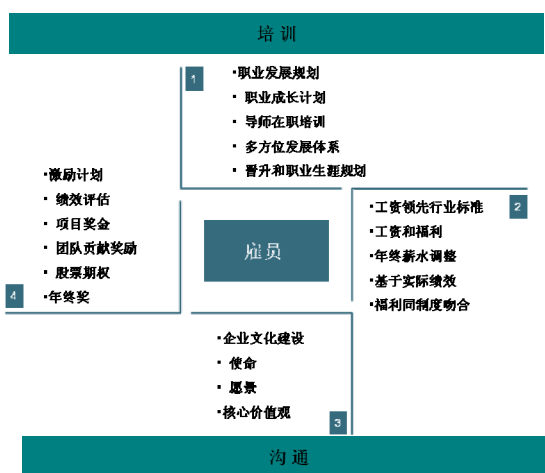 培训
1
·职业发展规划
· 职业成长计划
· 导师在职培训
· 多方位发展体系
· 晋升和职业生涯规划
·激励计划
· 绩效评估
· 项目奖金
· 团队贡献奖励
· 股票期权
·年终奖
4
雇员
·工资领先行业标准
2
·工资和福利
·年终薪水调整
·基于实际绩效
·福利同制度吻合
·企业文化建设
· 使命
· 愿景
·核心价值观
3
沟通